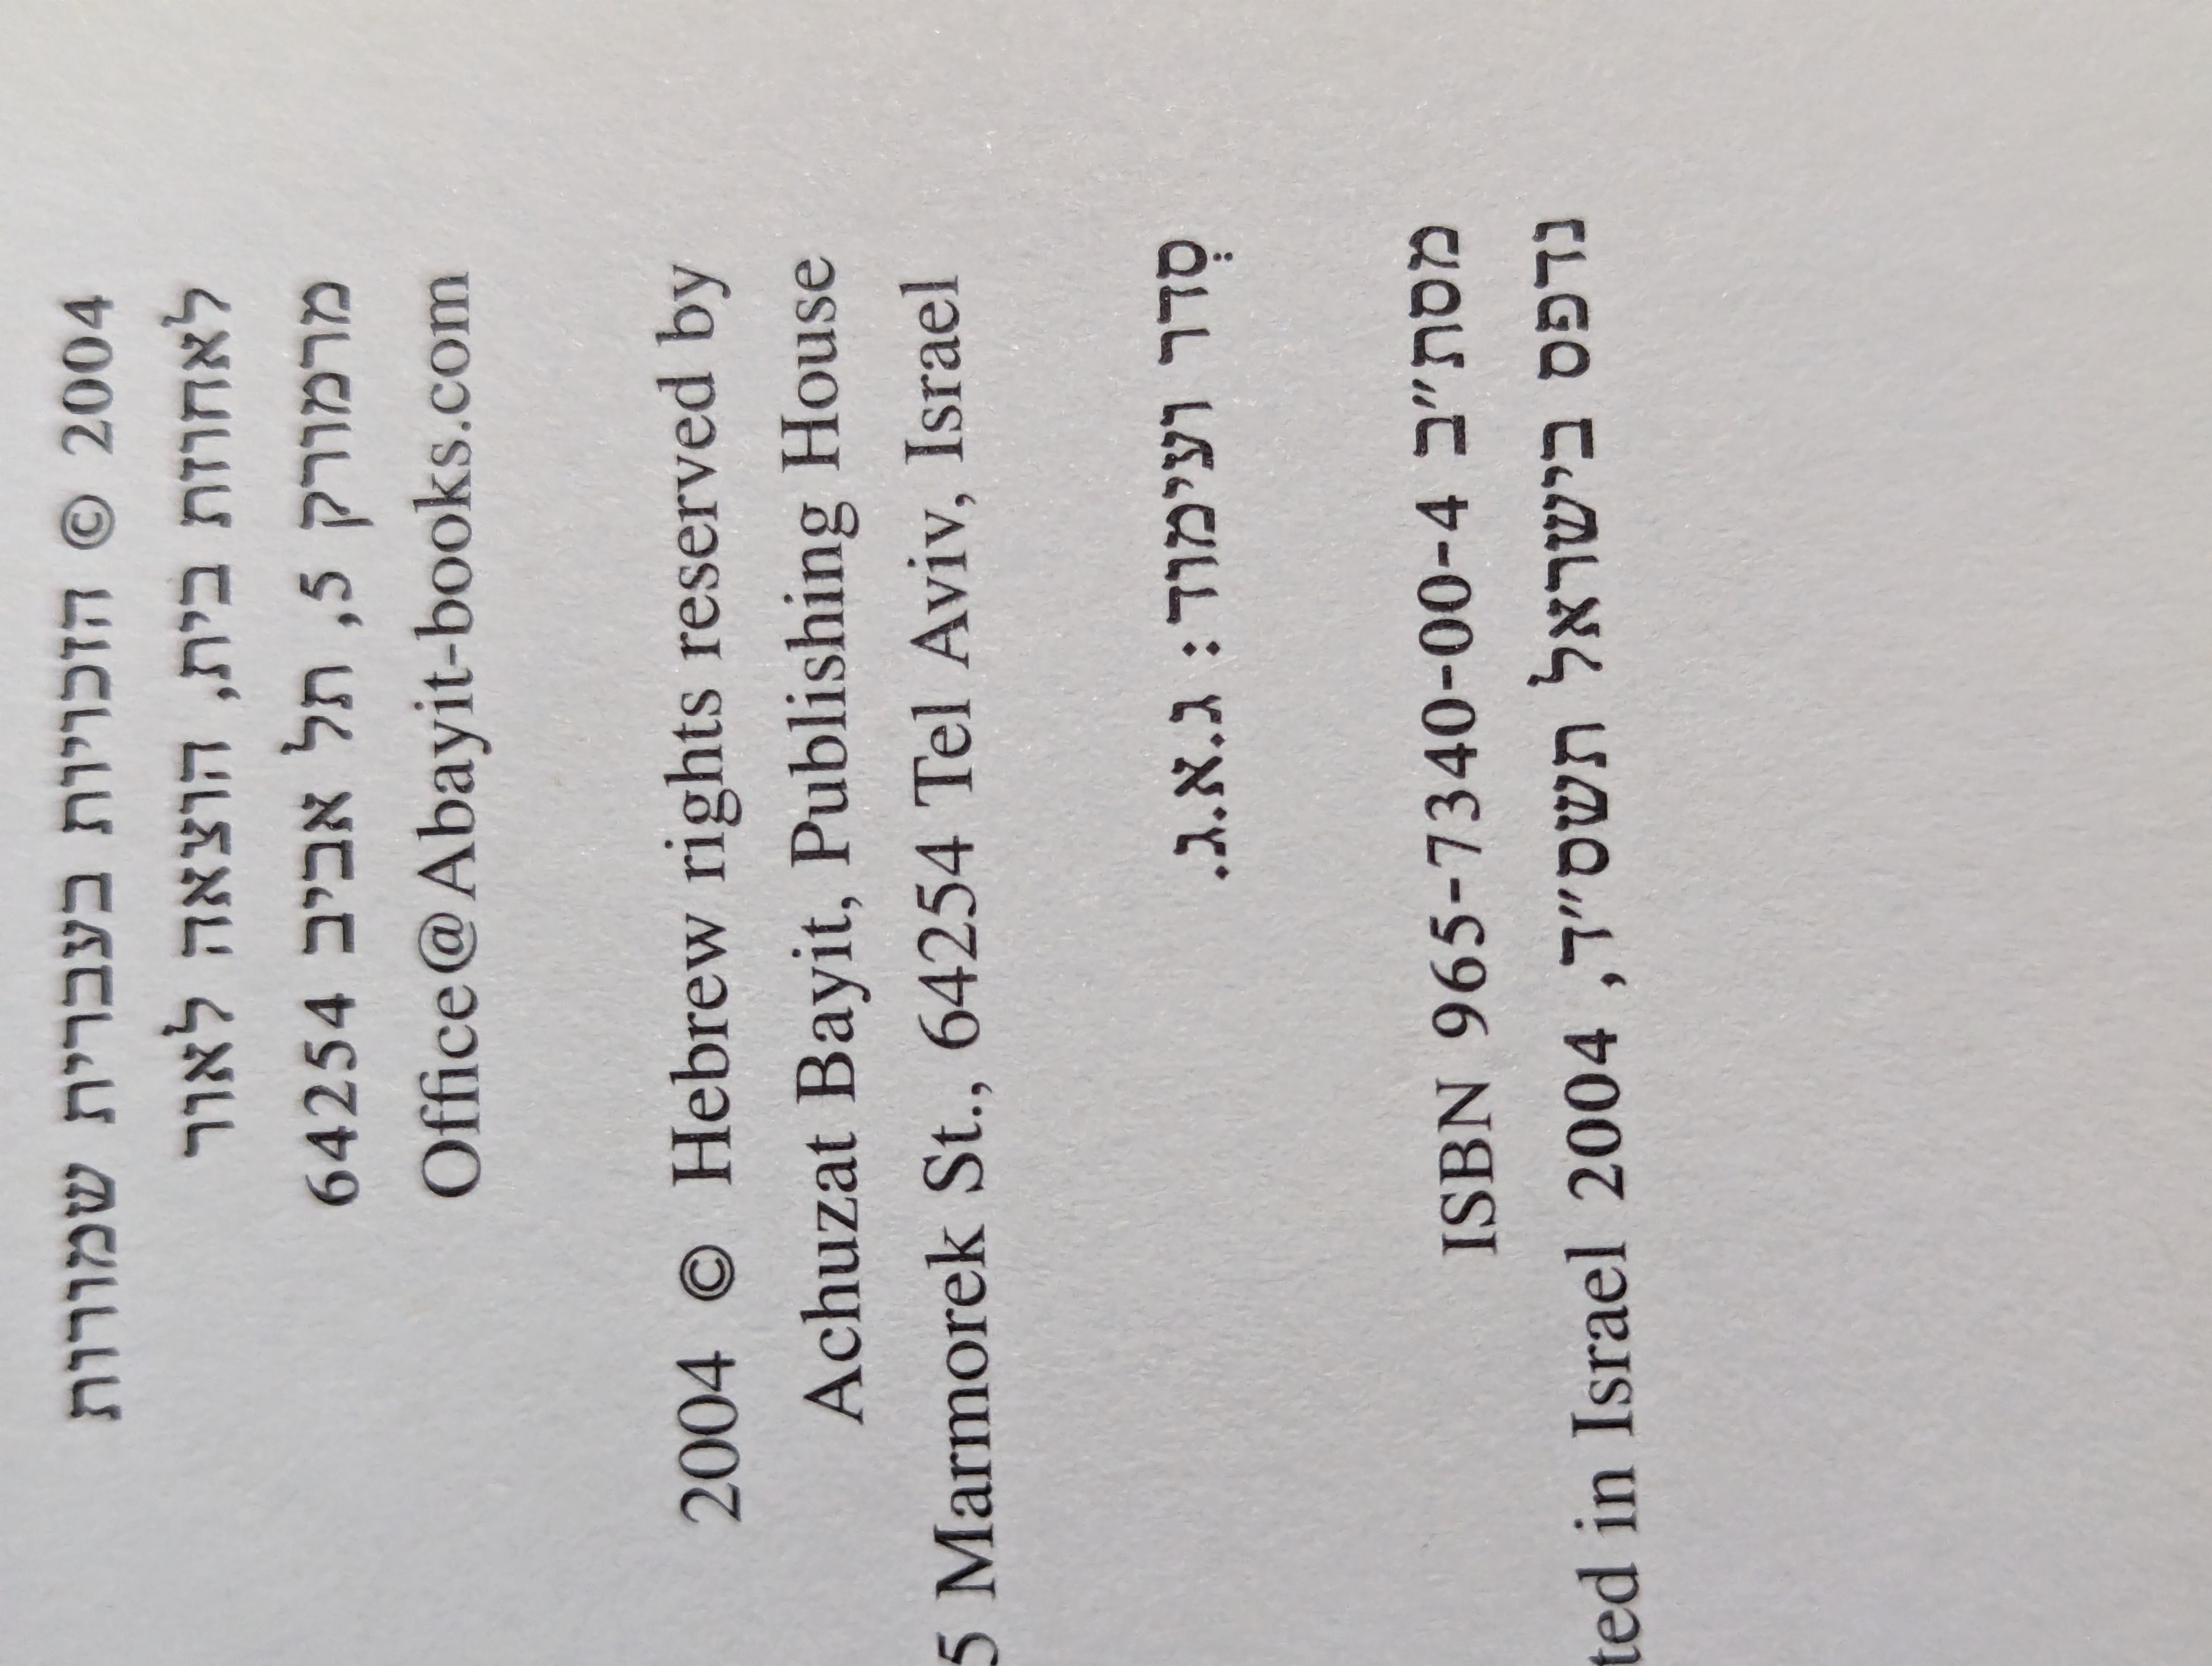 הזכויות בעברית שמורות © 2004
לאחוזת בית, הוצאה לאור
מרמורק 5, תל אביב 64254
Office@Abayit-books.com
2004 © Hebrew rights reserved by
Achuzat Bayit, Publishing House
5 Marmorek St., 64254 Tel Aviv, Israel
סֶדר ועימוד: ג.א.ג.
מסת״ב ISBN 965-7340-00-4
נדפס בישראל תשס״ד, ted in Israel 2004